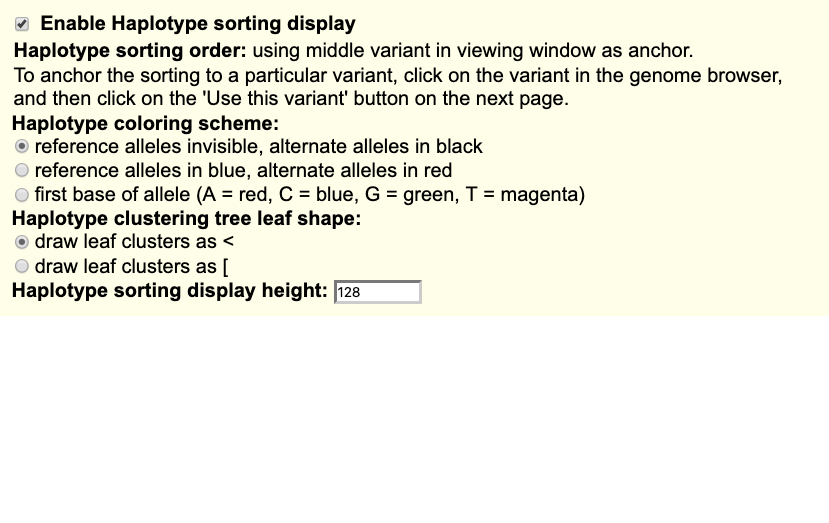 Enable Haplotype sorting display
Haplotype sorting order: using middle variant in viewing window as anchor.
To anchor the sorting to a particular variant, click on the variant in the genome browser,
and then click on the 'Use this variant' button on the next page.
Haplotype coloring scheme:
reference alleles invisible, alternate alleles in black
reference alleles in blue, alternate alleles in red
first base of allele (A = red, C = blue, G = green, T = magenta)
Haplotype clustering tree leaf shape:
draw leaf clusters as <
draw leaf clusters as [
Haplotype sorting display height: 128